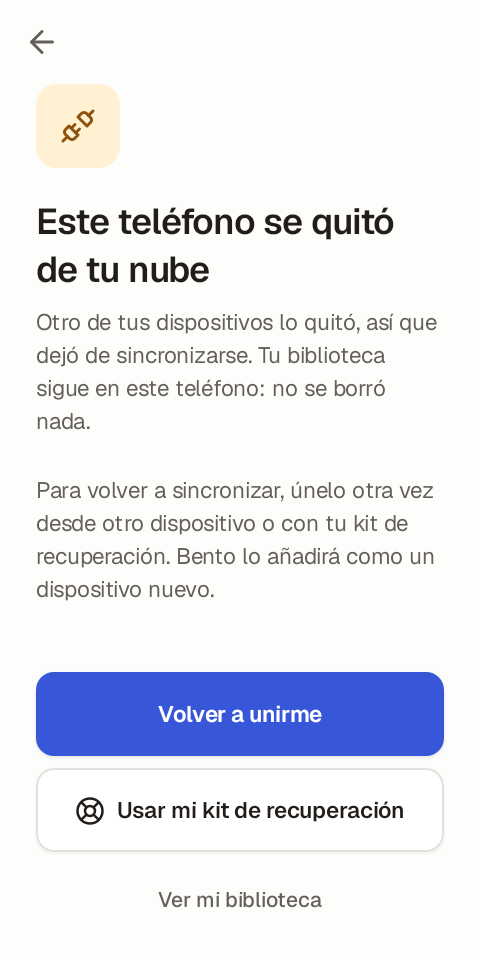 Este teléfono se quitó
de tu nube
Otro de tus dispositivos lo quitó, así que
dejó de sincronizarse. Tu biblioteca
sigue en este teléfono: no se borró
nada.
Para volver a sincronizar, únelo otra vez
desde otro dispositivo o con tu kit de
recuperación. Bento lo añadirá como un
dispositivo nuevo.
Volver a unirme
Usar mi kit de recuperación
Ver mi biblioteca